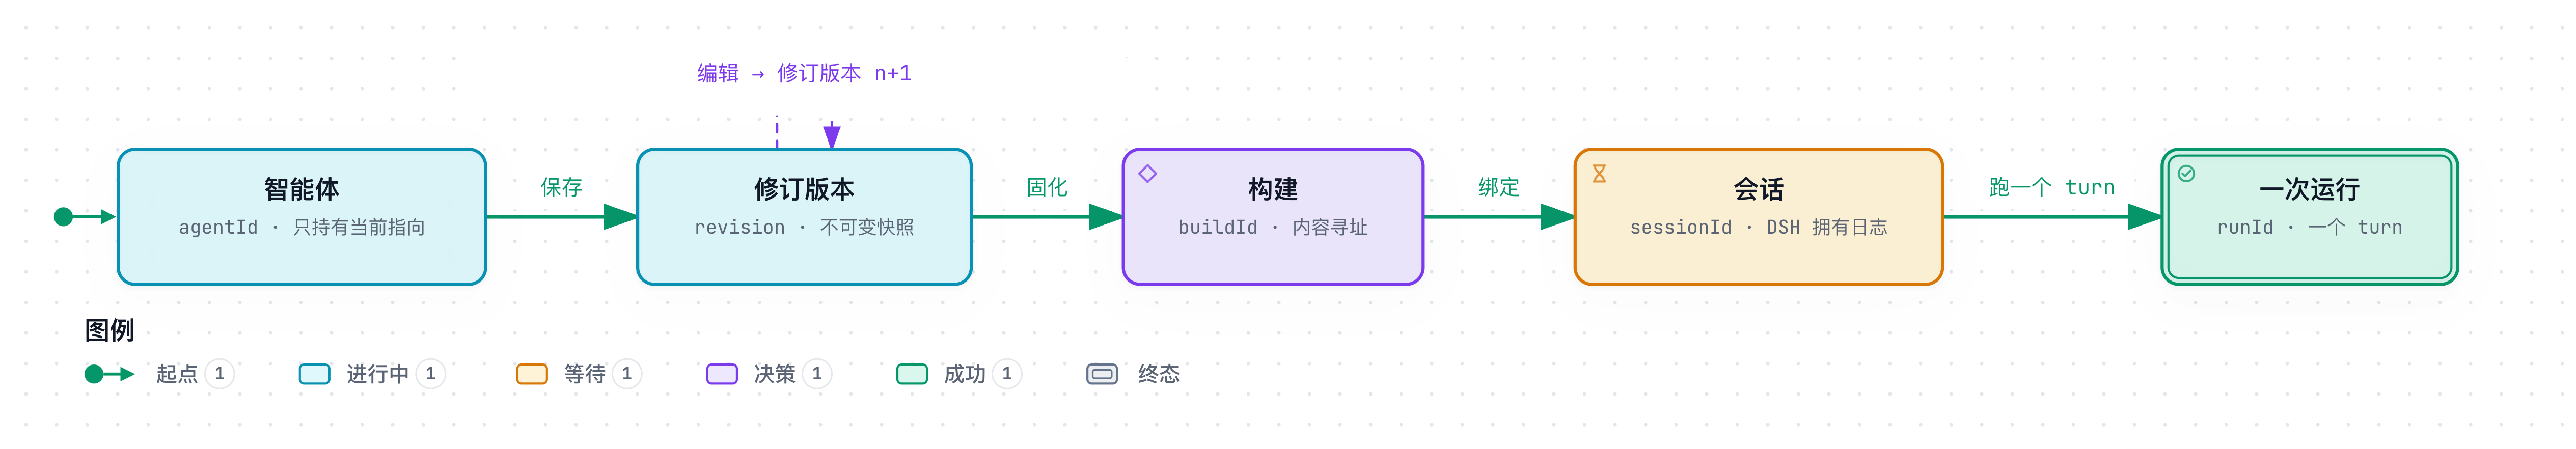 编辑 → 修订版本 n+1
智能体
agentId · 只持有当前指向
保存
修订版本
revision · 不可变快照
固化
构建
buildId · 内容寻址
绑定
会话
sessionId · DSH 拥有日志
跑一个 turn
一次运行
runId · 一个 turn
图例
起点 1 进行中 1 等待 1 决策 1 成功 1 终态